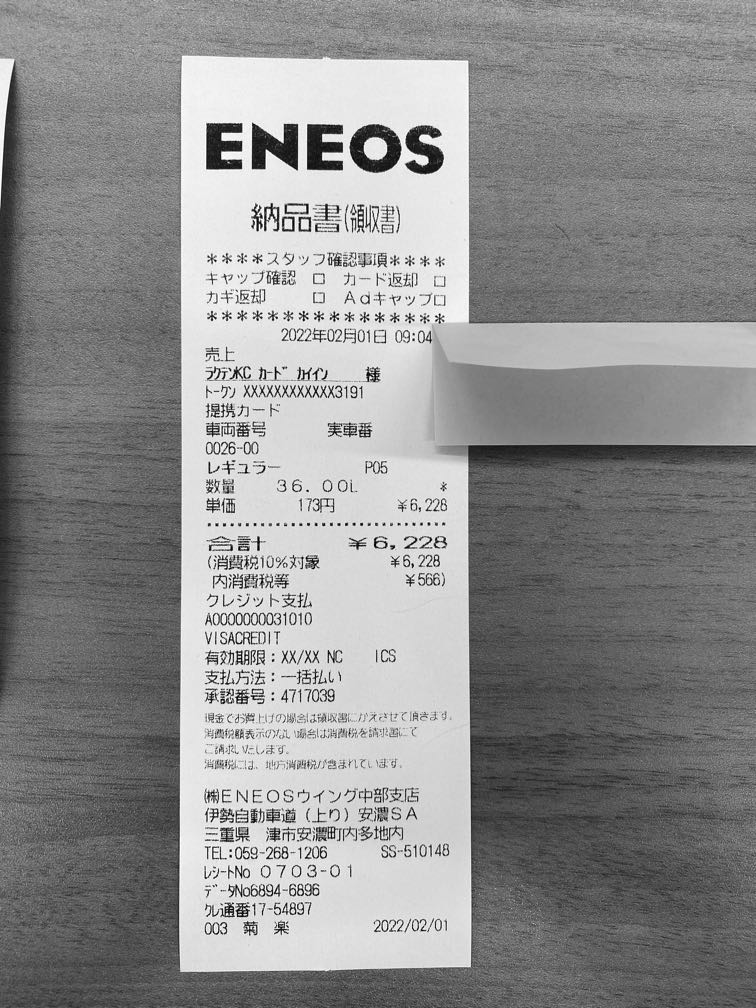 ENEOS
納品書(領収書)
＊＊＊＊スタッフ確認事項＊＊＊＊
キャップ確認 □ カード返却 □
カギ返却 □ Ａｄキャップ□
＊＊＊＊＊＊＊＊＊＊＊＊＊＊＊＊
2022年02月01日 09:04
売上
ﾗｸﾃﾝKC ｶｰﾄﾞ ｶｲｲﾝ 様
ﾄｰｸﾝ XXXXXXXXXXXX3191
提携カード
車両番号 実車番
0026-00
レギュラー P05
数量 ３６．００L *
単価 173円 ¥6,228
合計 ¥６,２２８
(消費税10%対象 ¥6,228
内消費税等 ¥566)
クレジット支払
A0000000031010
VISACREDIT
有効期限：XX/XX NC ICS
支払方法：一括払い
承認番号：4717039
現金でお買上げの場合は領収書にかえさせて頂きます。
消費税額表示のない場合は消費税を請求書にて
ご請求いたします。
消費税には、地方消費税が含まれています。
㈱ＥＮＥＯＳウイング中部支店
伊勢自動車道（上り）安濃ＳＡ
三重県 津市安濃町内多地内
TEL:059-268-1206 SS-510148
ﾚｼｰﾄNo ０７０３-０１
ﾃﾞｰﾀNo6894-6896
ｸﾚ通番17-54897
003 菊 楽 2022/02/01